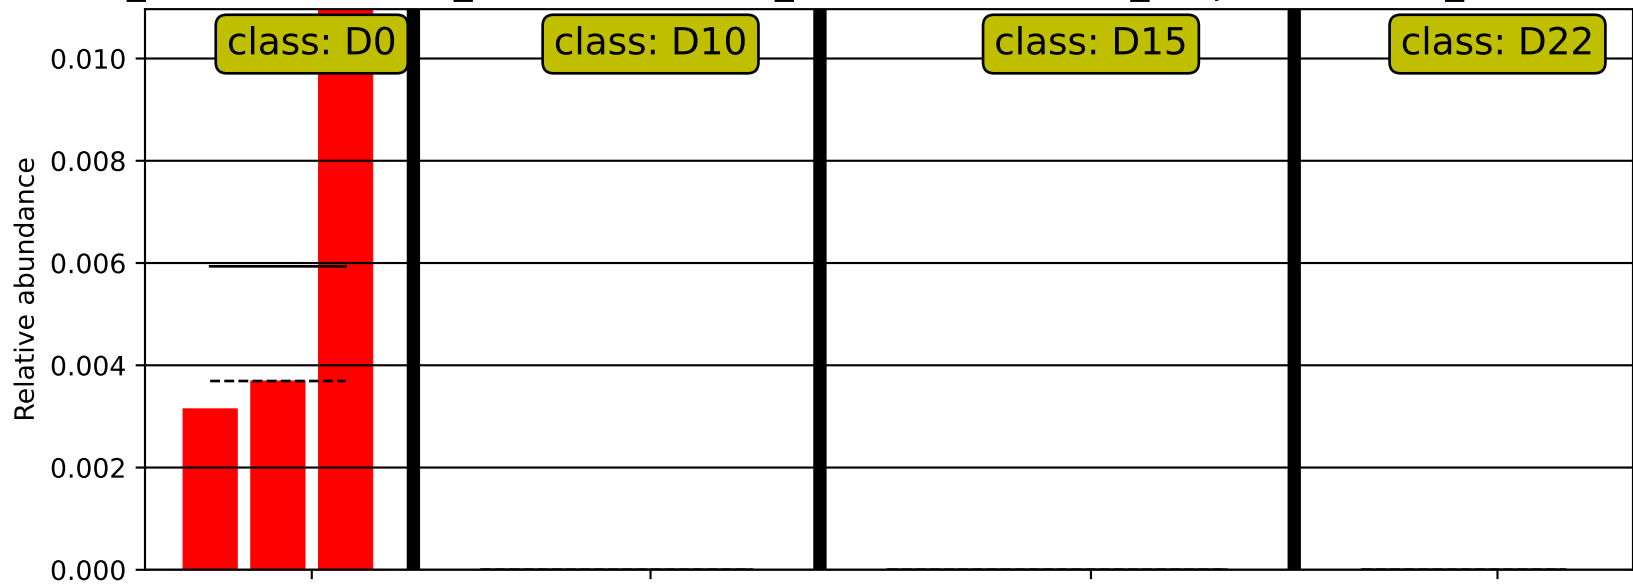 class: D0
class: D10
class: D15
class: D22
0.010
0.008
0.006
0.004
0.002
0.000
Relative abundance